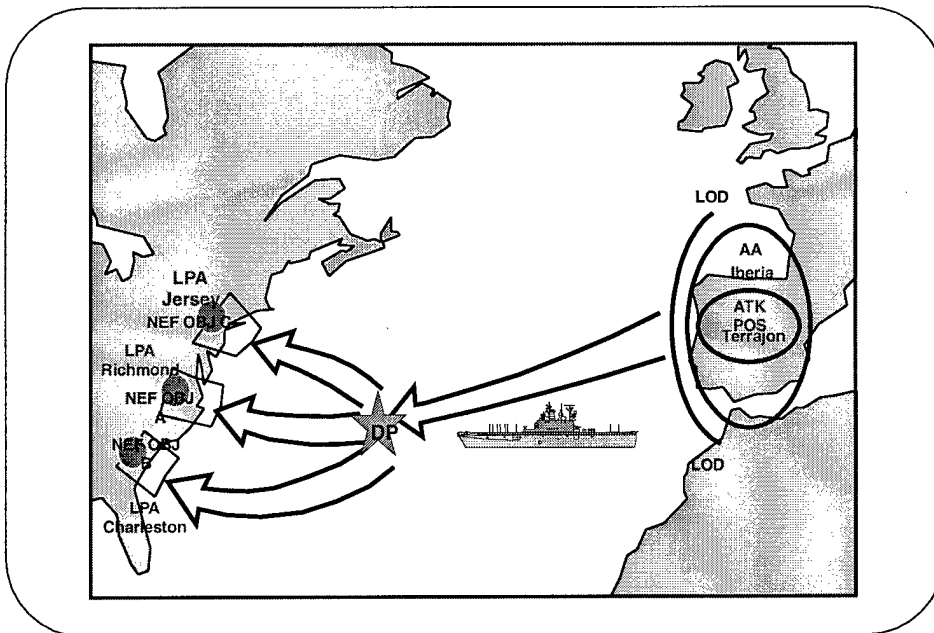 LOD
AA
Iberia
ATK
POS
Terrajon
LOD
LPA
Jersey
NEF OBJ C
LPA
Richmond
NEF OBJ
A
NEF OBJ
B
LPA
Charleston
DP